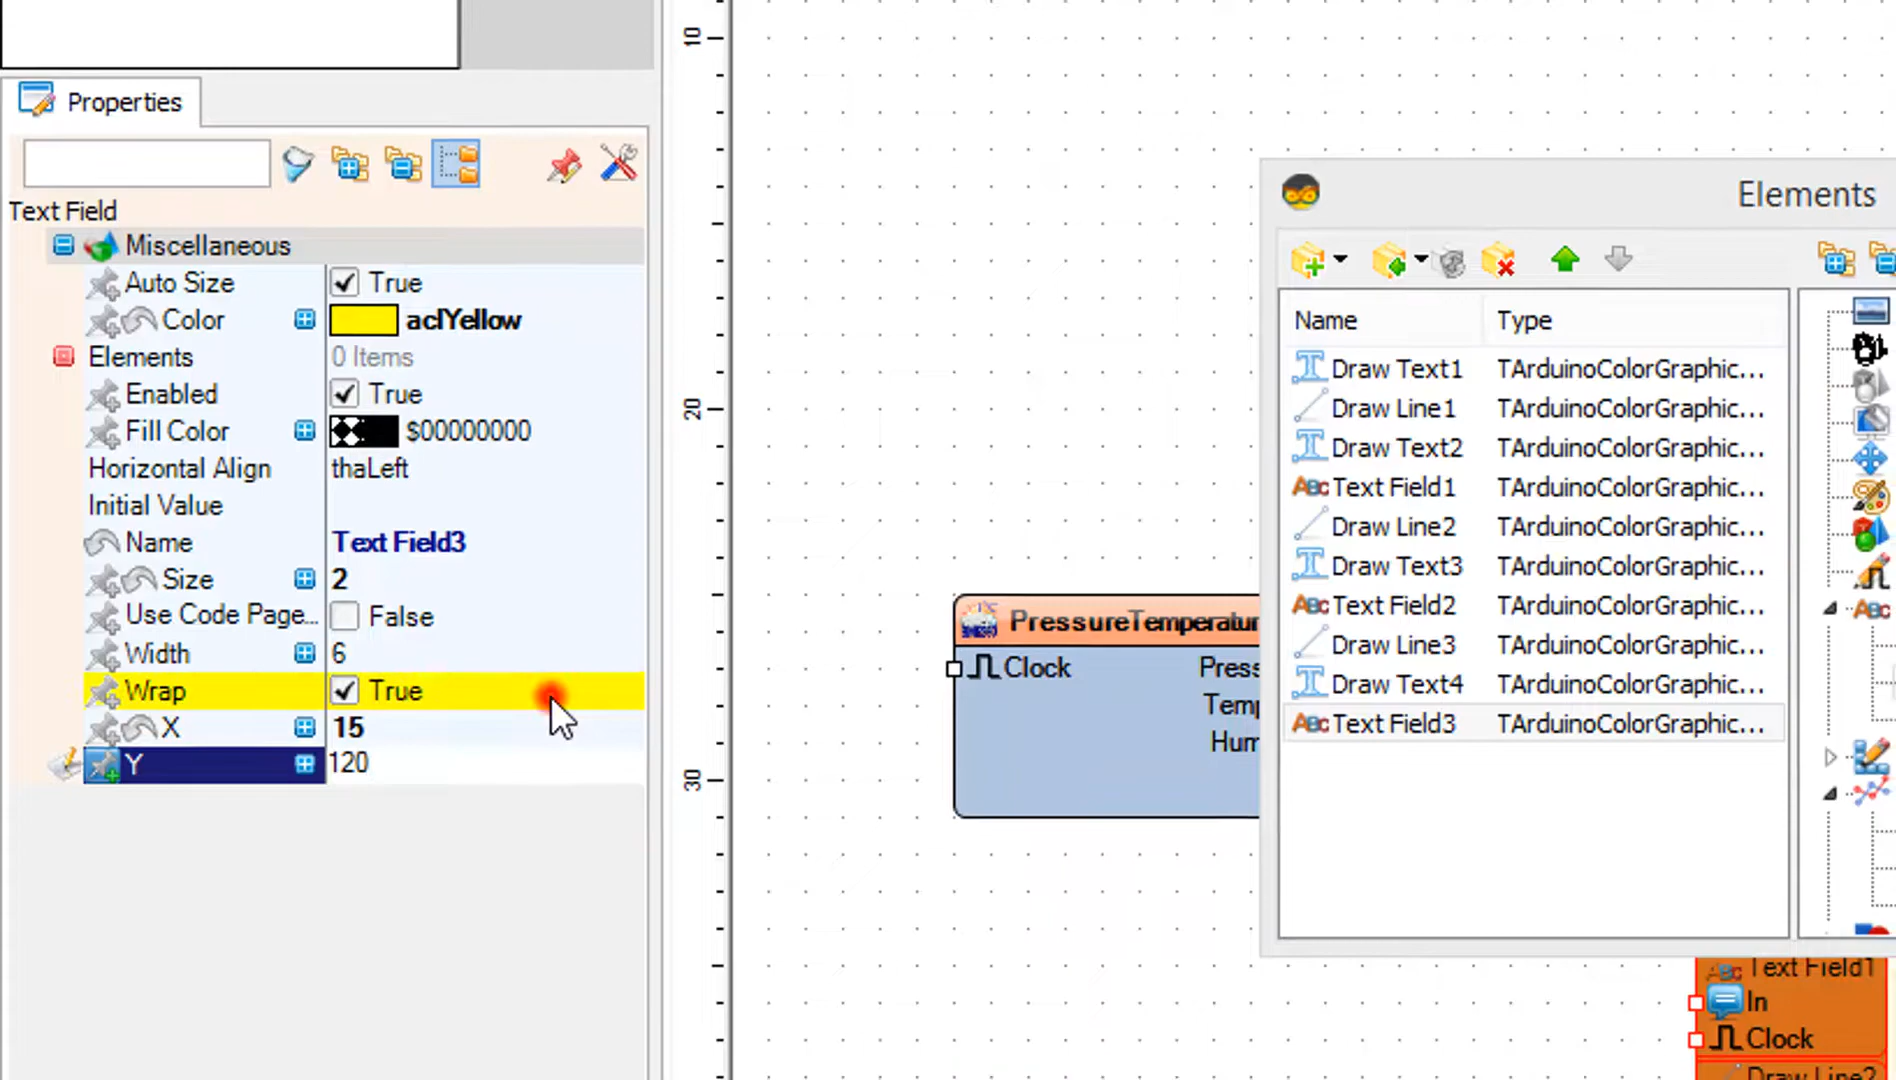 Properties
Text Field
Miscellaneous
Auto Size True
Color aclYellow
Elements 0 Items
Enabled True
Fill Color $00000000
Horizontal Align thaLeft
Initial Value
Name Text Field3
Size 2
Use Code Page... False
Width 6
Wrap True
X 15
Y 120
10
20
30
PressureTemperatur
Clock Press
Temp
Hum
Elements
Name Type
Draw Text1 TArduinoColorGraphic...
Draw Line1 TArduinoColorGraphic...
Draw Text2 TArduinoColorGraphic...
Text Field1 TArduinoColorGraphic...
Draw Line2 TArduinoColorGraphic...
Draw Text3 TArduinoColorGraphic...
Text Field2 TArduinoColorGraphic...
Draw Line3 TArduinoColorGraphic...
Draw Text4 TArduinoColorGraphic...
Text Field3 TArduinoColorGraphic...
Text Field1
In
Clock
Draw Line2